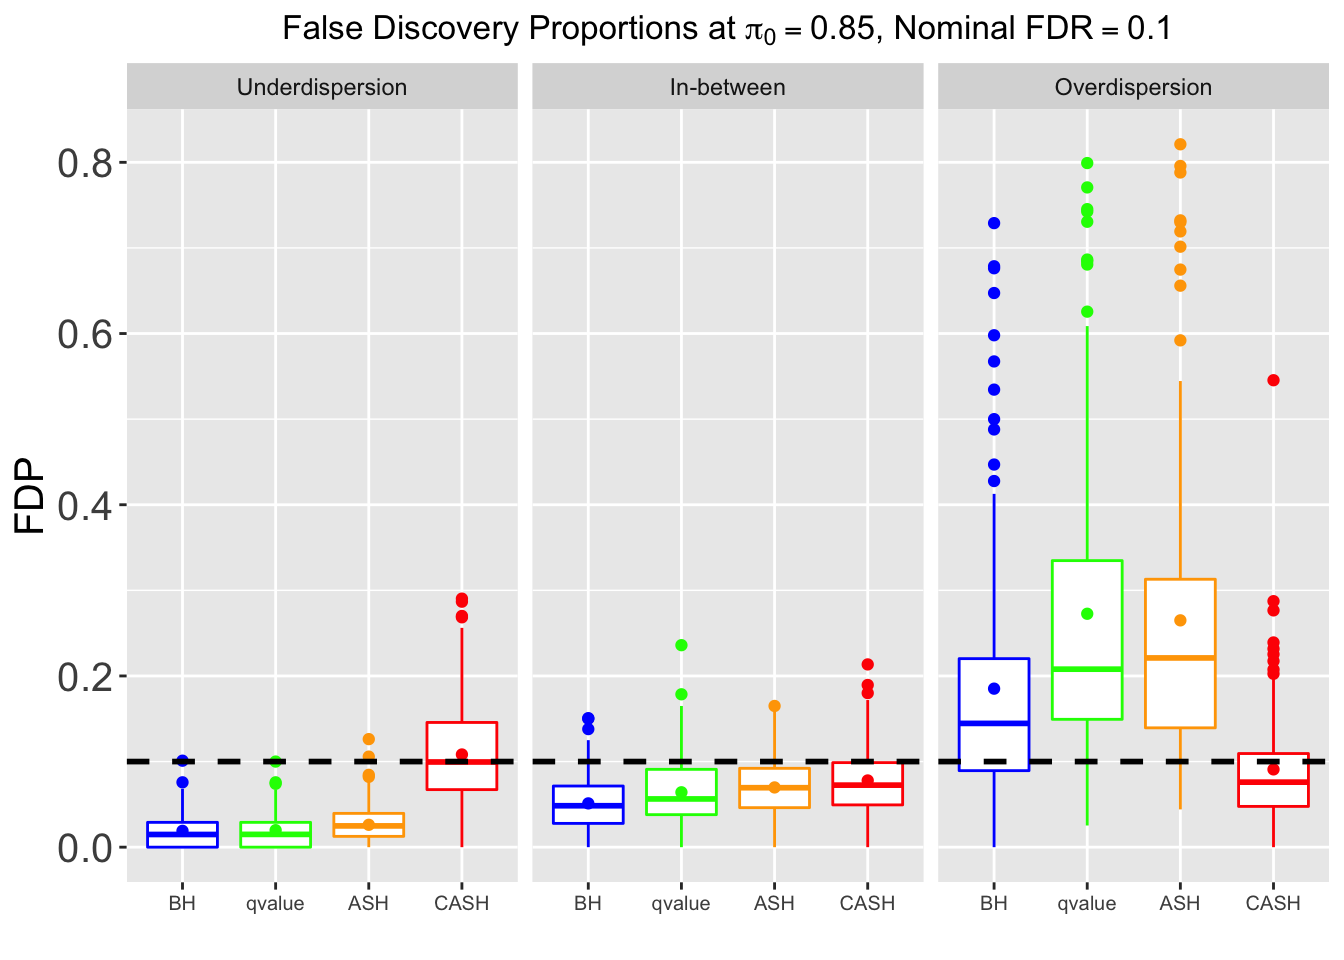 False Discovery Proportions at π₀ = 0.85, Nominal FDR = 0.1
Underdispersion In-between Overdispersion
0.8
0.6
0.4
0.2
0.0
FDP
BH qvalue ASH CASH BH qvalue ASH CASH BH qvalue ASH CASH